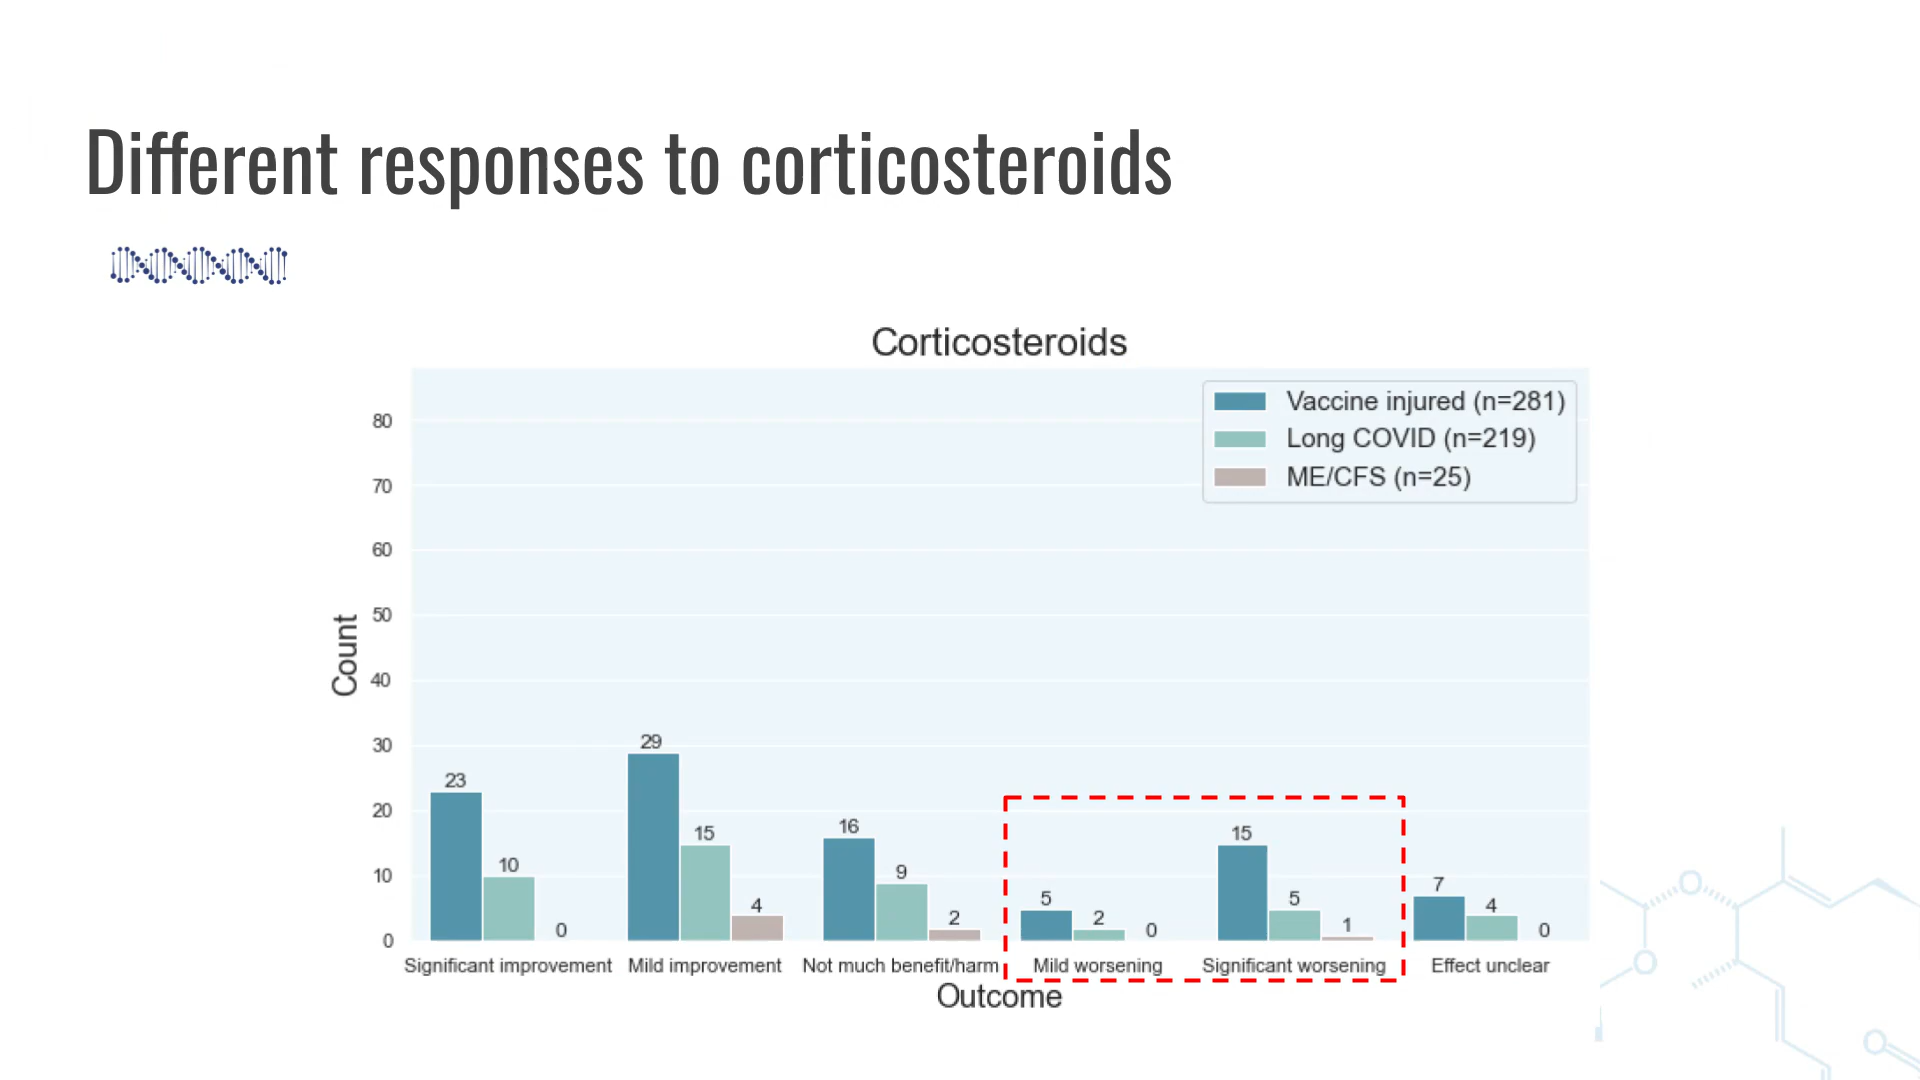 Different responses to corticosteroids
Corticosteroids
Vaccine injured (n=281)
Long COVID (n=219)
ME/CFS (n=25)
Count
80
70
60
50
40
30
20
10
0
23
10
0
29
15
4
16
9
2
5
2
0
15
5
1
7
4
0
Significant improvement
Mild improvement
Not much benefit/harm
Mild worsening
Significant worsening
Effect unclear
Outcome
O
O
O